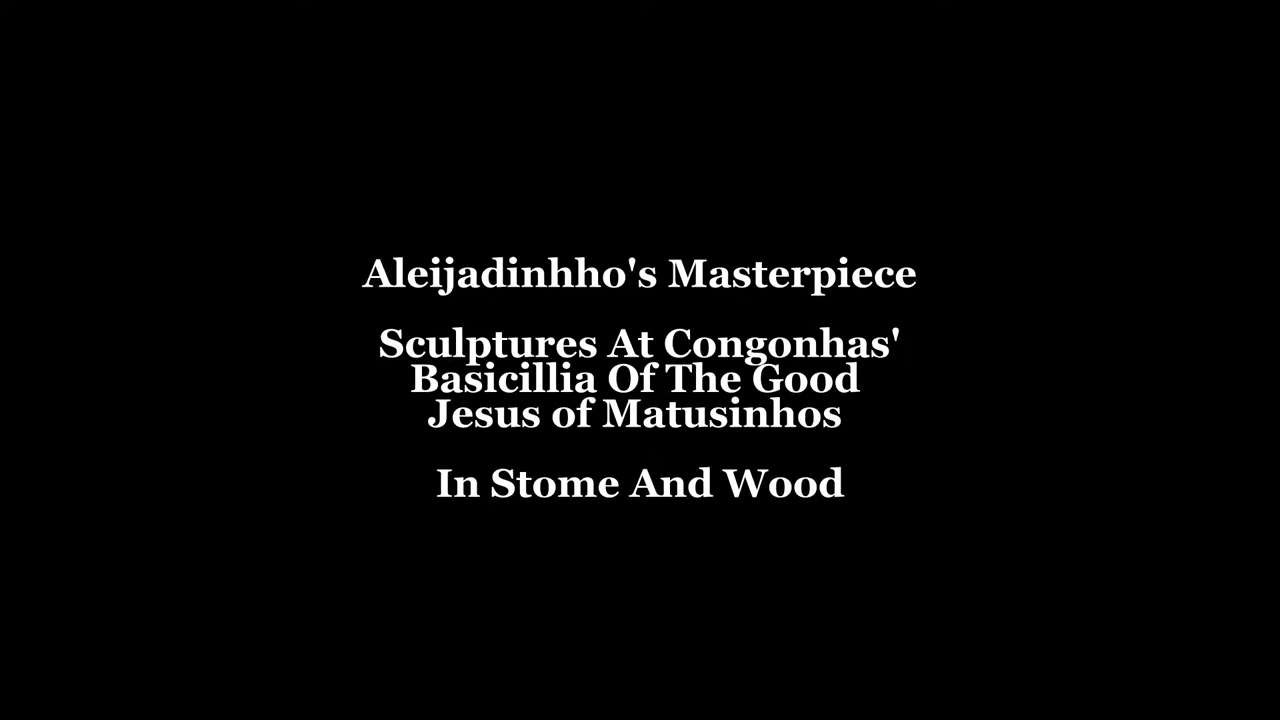 Aleijadinhho's Masterpiece
Sculptures At Congonhas'
Basicillia Of The Good
Jesus of Matusinhos
In Stome And Wood